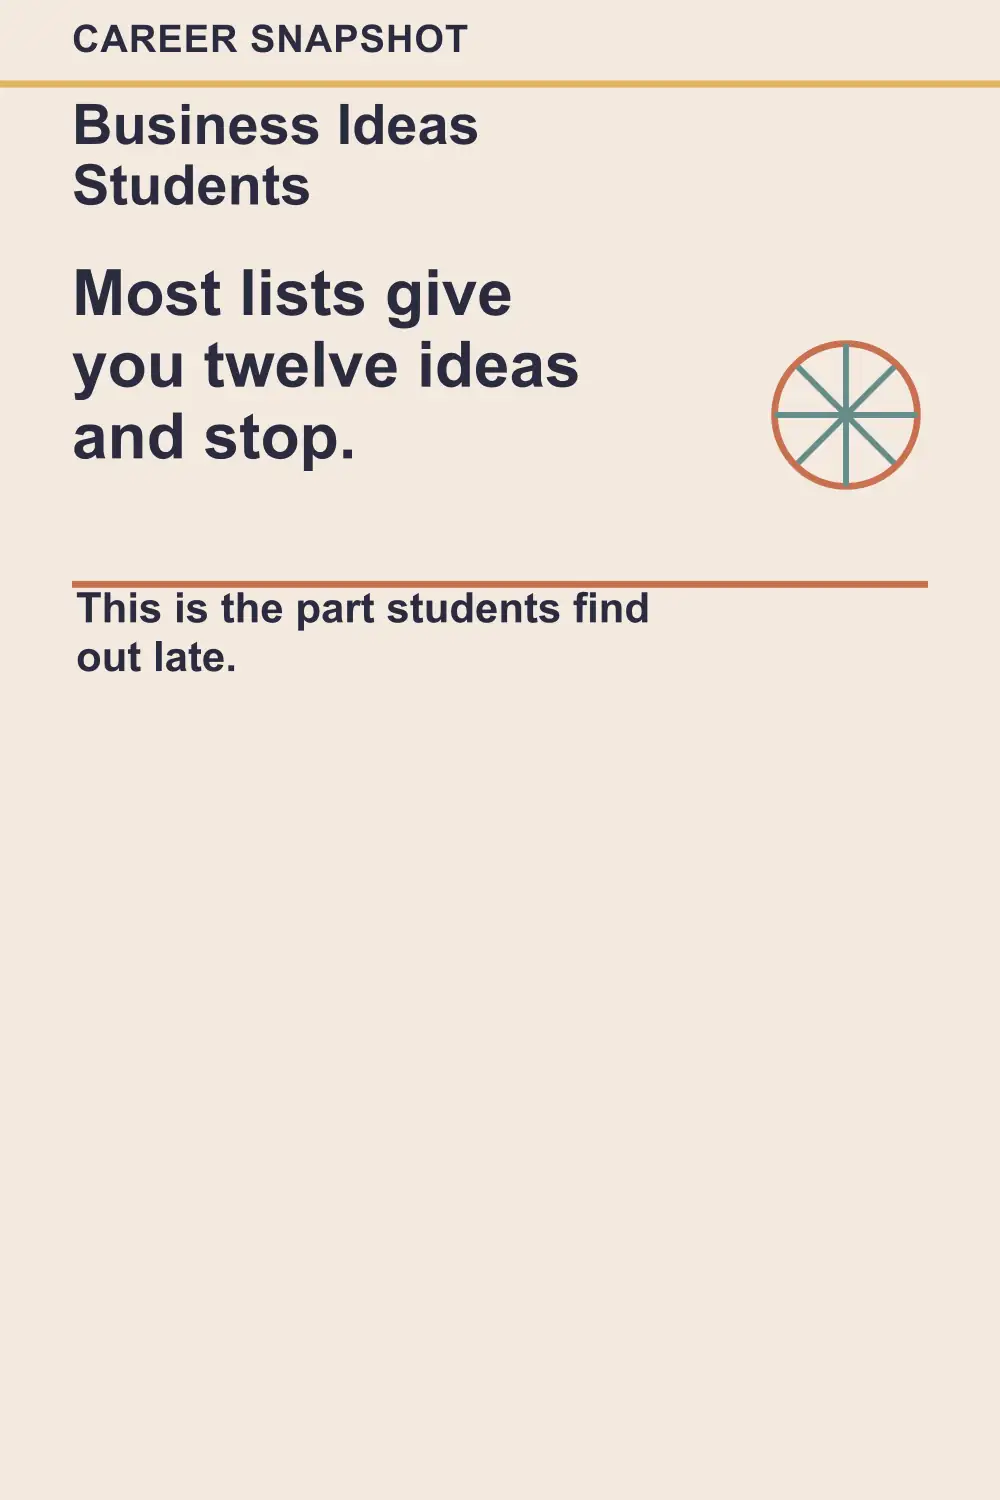 CAREER SNAPSHOT
Business Ideas
Students
Most lists give
you twelve ideas
and stop.
This is the part students find
out late.